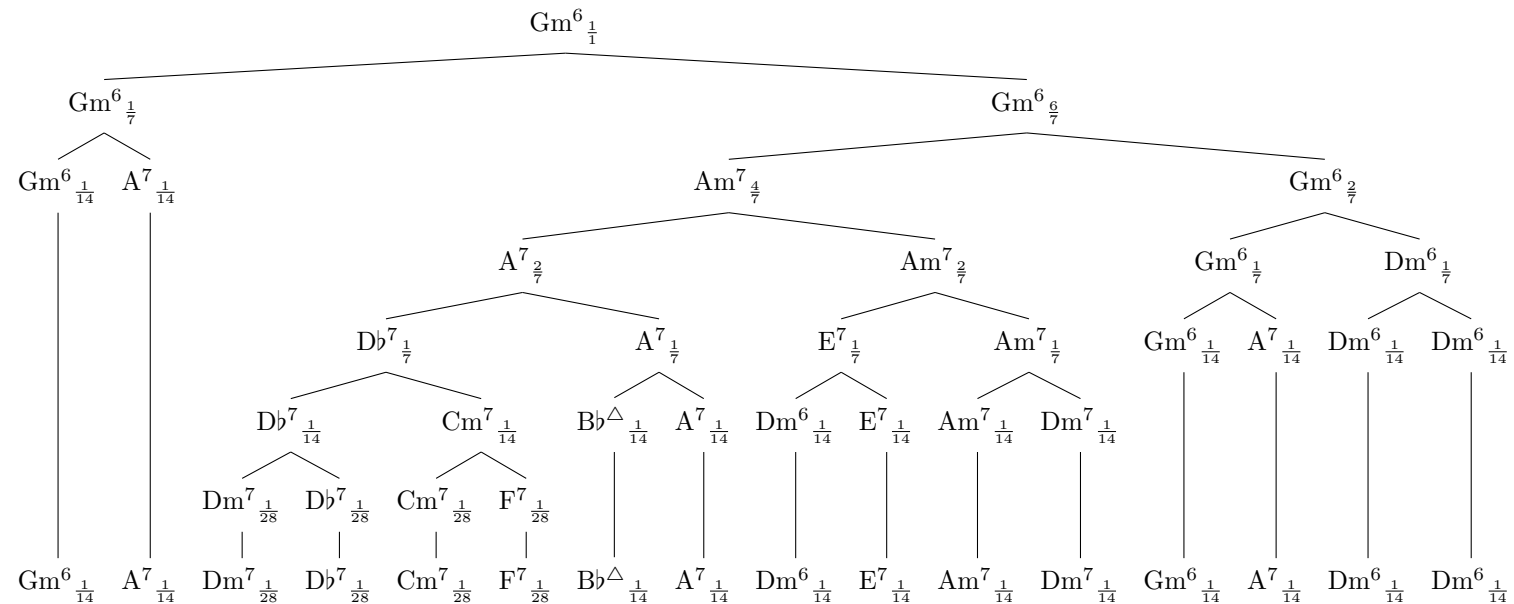 Gm⁶ 1/1
Gm⁶ 1/7 Gm⁶ 6/7
Gm⁶ 1/14 A⁷ 1/14 Am⁷ 4/7 Gm⁶ 2/7
A⁷ 2/7 Am⁷ 2/7 Gm⁶ 1/7 Dm⁶ 1/7
D♭⁷ 1/7 A⁷ 1/7 E⁷ 1/7 Am⁷ 1/7 Gm⁶ 1/14 A⁷ 1/14 Dm⁶ 1/14 Dm⁶ 1/14
D♭⁷ 1/14 Cm⁷ 1/14 B♭△ 1/14 A⁷ 1/14 Dm⁶ 1/14 E⁷ 1/14 Am⁷ 1/14 Dm⁷ 1/14
Dm⁷ 1/28 D♭⁷ 1/28 Cm⁷ 1/28 F⁷ 1/28
Gm⁶ 1/14 A⁷ 1/14 Dm⁷ 1/28 D♭⁷ 1/28 Cm⁷ 1/28 F⁷ 1/28 B♭△ 1/14 A⁷ 1/14 Dm⁶ 1/14 E⁷ 1/14 Am⁷ 1/14 Dm⁷ 1/14 Gm⁶ 1/14 A⁷ 1/14 Dm⁶ 1/14 Dm⁶ 1/14